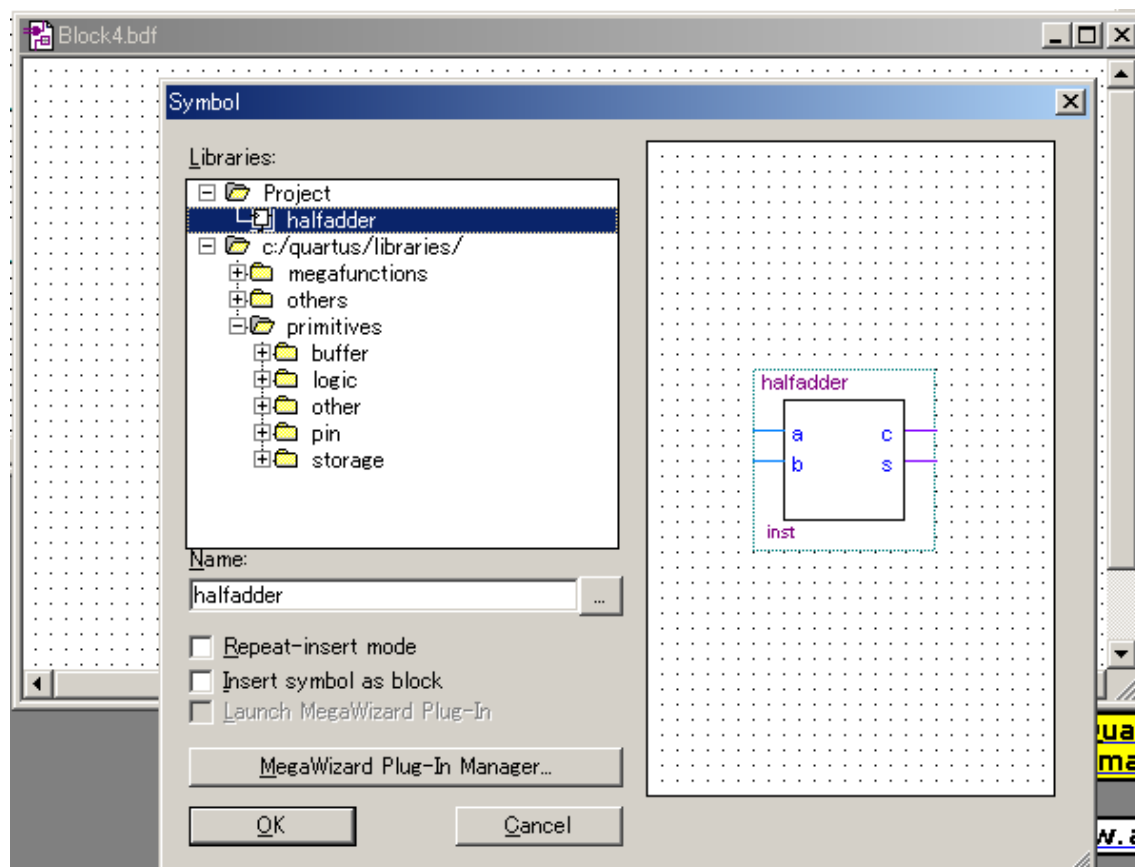 Block4.bdf
Symbol
Libraries:
Project
halfadder
c:/quartus/libraries/
megafunctions
others
primitives
buffer
logic
other
pin
storage
Name:
halfadder
...
Repeat-insert mode
Insert symbol as block
Launch MegaWizard Plug-In
MegaWizard Plug-In Manager...
OK
Cancel
halfadder
a c
b s
inst